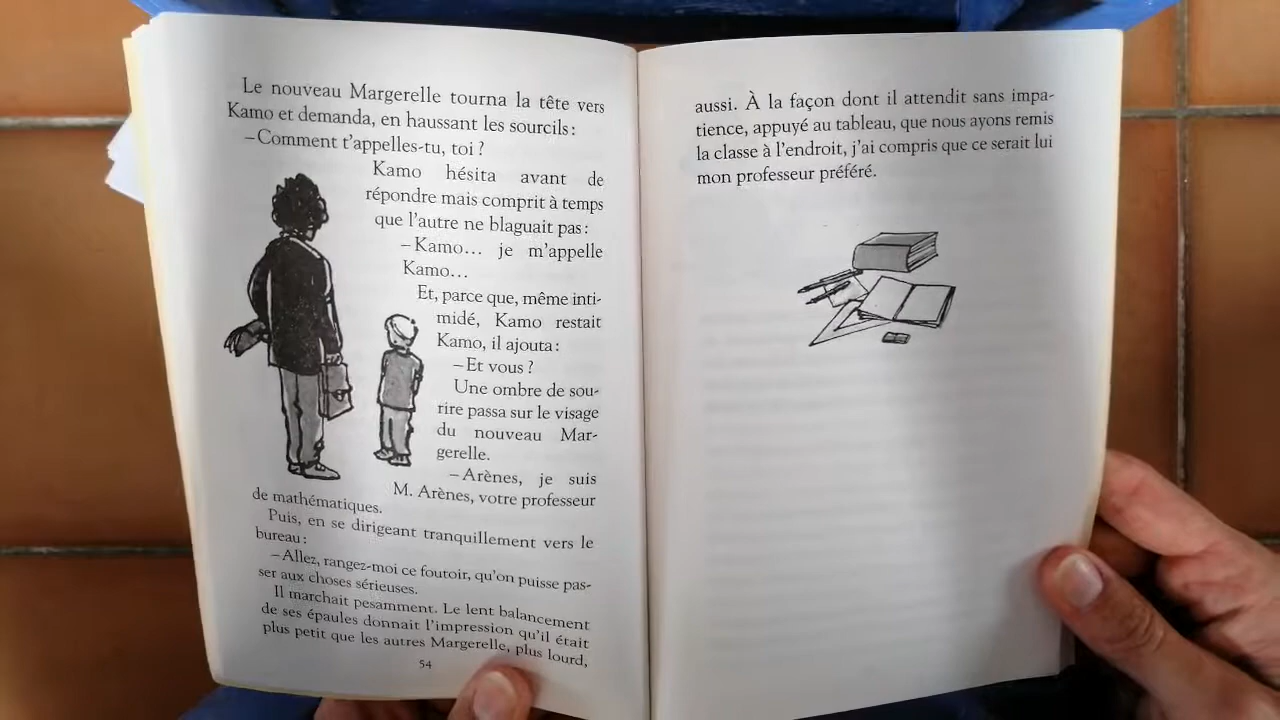 Le nouveau Margerelle tourna la tête vers
Kamo et demanda, en haussant les sourcils :
– Comment t'appelles-tu, toi ?
Kamo hésita avant de
répondre mais comprit à temps
que l'autre ne blaguait pas :
– Kamo… je m'appelle
Kamo…
Et, parce que, même inti-
midé, Kamo restait
Kamo, il ajouta :
– Et vous ?
Une ombre de sou-
rire passa sur le visage
du nouveau Mar-
gerelle.
– Arènes, je suis
M. Arènes, votre professeur
de mathématiques.
Puis, en se dirigeant tranquillement vers le
bureau :
– Allez, rangez-moi ce foutoir, qu'on puisse pas-
ser aux choses sérieuses.
Il marchait pesamment. Le lent balancement
de ses épaules donnait l'impression qu'il était
plus petit que les autres Margerelle, plus lourd,
54
aussi. À la façon dont il attendit sans impa-
tience, appuyé au tableau, que nous ayons remis
la classe à l'endroit, j'ai compris que ce serait lui
mon professeur préféré.